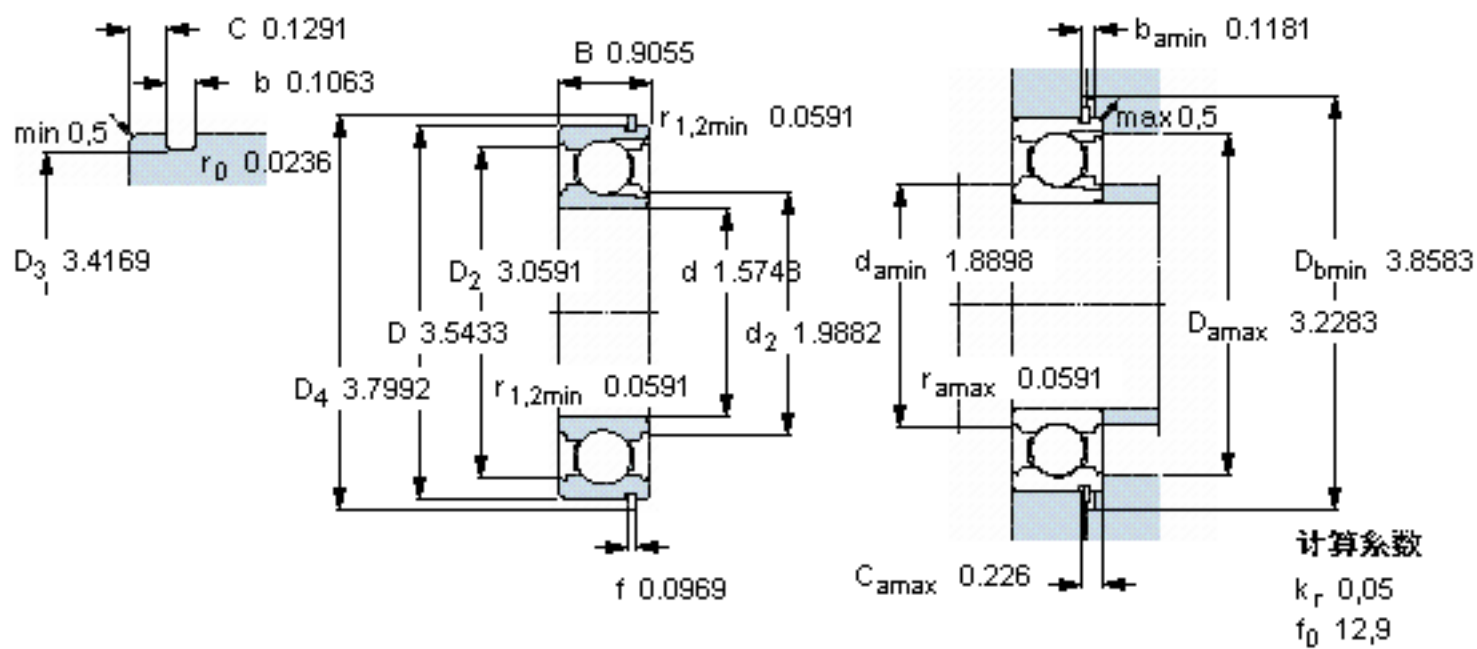 C 0.1291
b 0.1063
min 0,5
r0 0.0236
D3 3.4169
B 0.9055
r1,2min 0.0591
D2 3.0591
d 1.5748
D 3.5433
d2 1.9882
D4 3.7992
r1,2min 0.0591
f 0.0969
bamin 0.1181
max 0,5
damin 1.8898
Dbmin 3.8583
Damax 3.2283
ramax 0.0591
Camax 0.226
计算系数
kr 0,05
f0 12,9